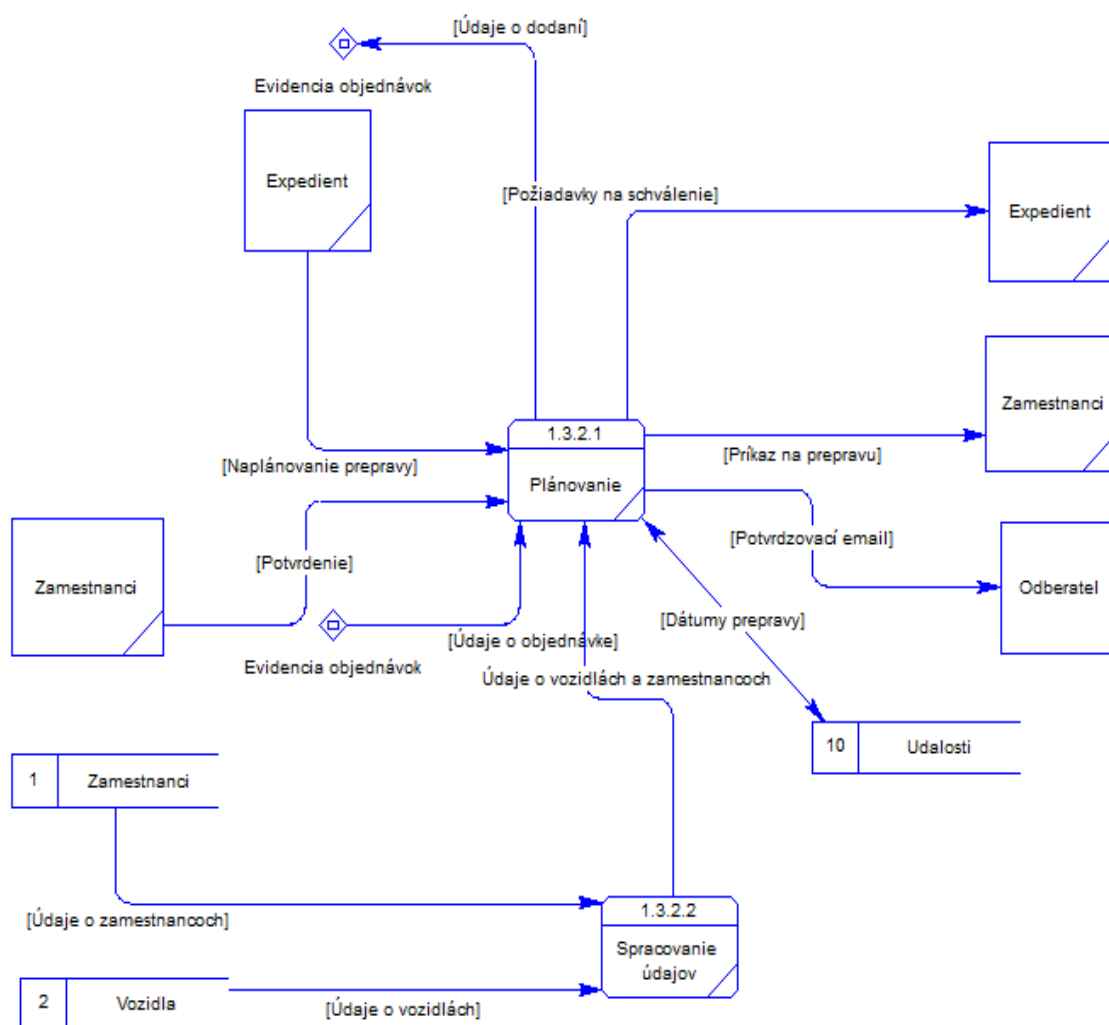 [Údaje o dodaní]
Evidencia objednávok
Expedient
[Požiadavky na schválenie]
Expedient
Zamestnanci
1.3.2.1
Plánovanie
[Naplánovanie prepravy]
[Príkaz na prepravu]
[Potvrdzovací email]
Zamestnanci
[Potvrdenie]
Odberatel
[Dátumy prepravy]
[Údaje o objednávke]
Evidencia objednávok
Údaje o vozidlách a zamestnancoch
10
Udalosti
1
Zamestnanci
[Údaje o zamestnancoch]
1.3.2.2
Spracovanie
údajov
2
Vozidla
[Údaje o vozidlách]